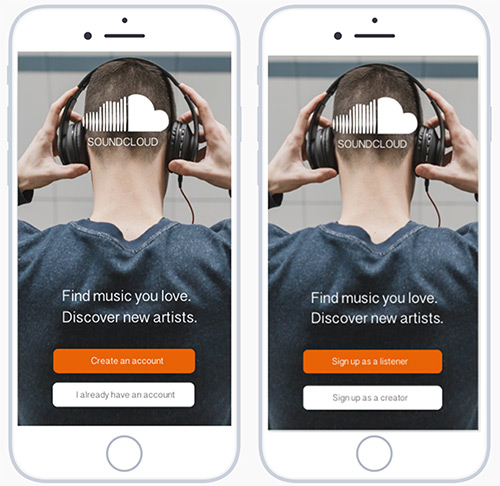 SOUNDCLOUD
Find music you love.
Discover new artists.
Create an account
I already have an account
SOUNDCLOUD
Find music you love.
Discover new artists.
Sign up as a listener
Sign up as a creator